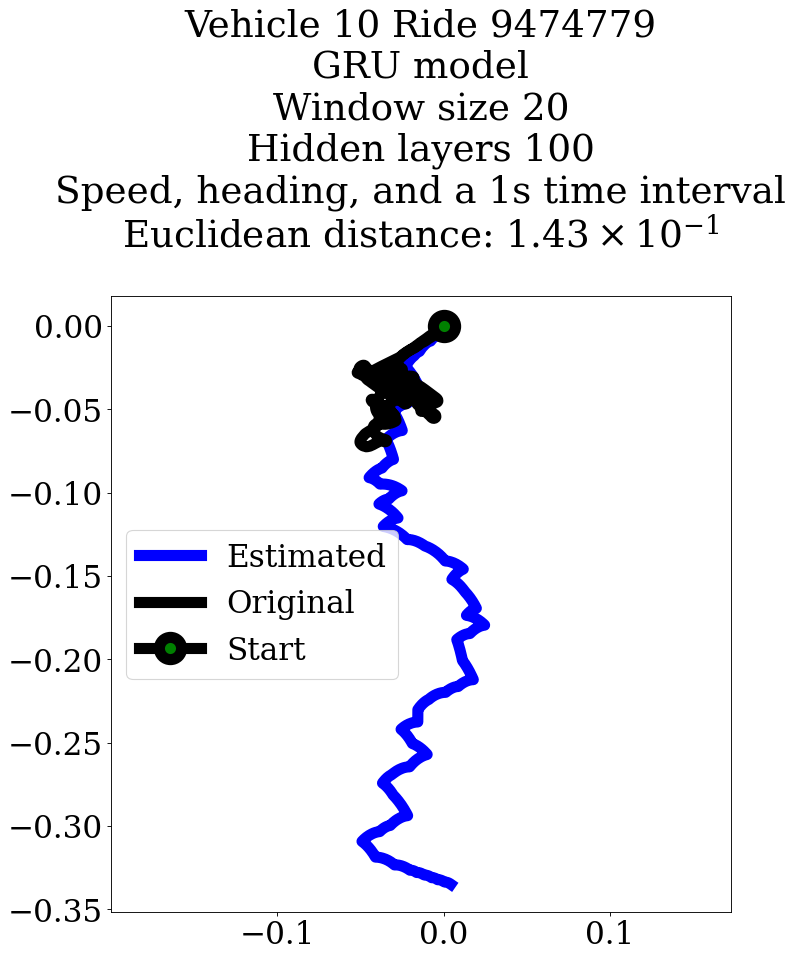 Vehicle 10 Ride 9474779
GRU model
Window size 20
Hidden layers 100
Speed, heading, and a 1s time interval
Euclidean distance: 1.43 × 10⁻¹
0.00
−0.05
−0.10
−0.15
−0.20
−0.25
−0.30
−0.35
Estimated
Original
Start
−0.1
0.0
0.1